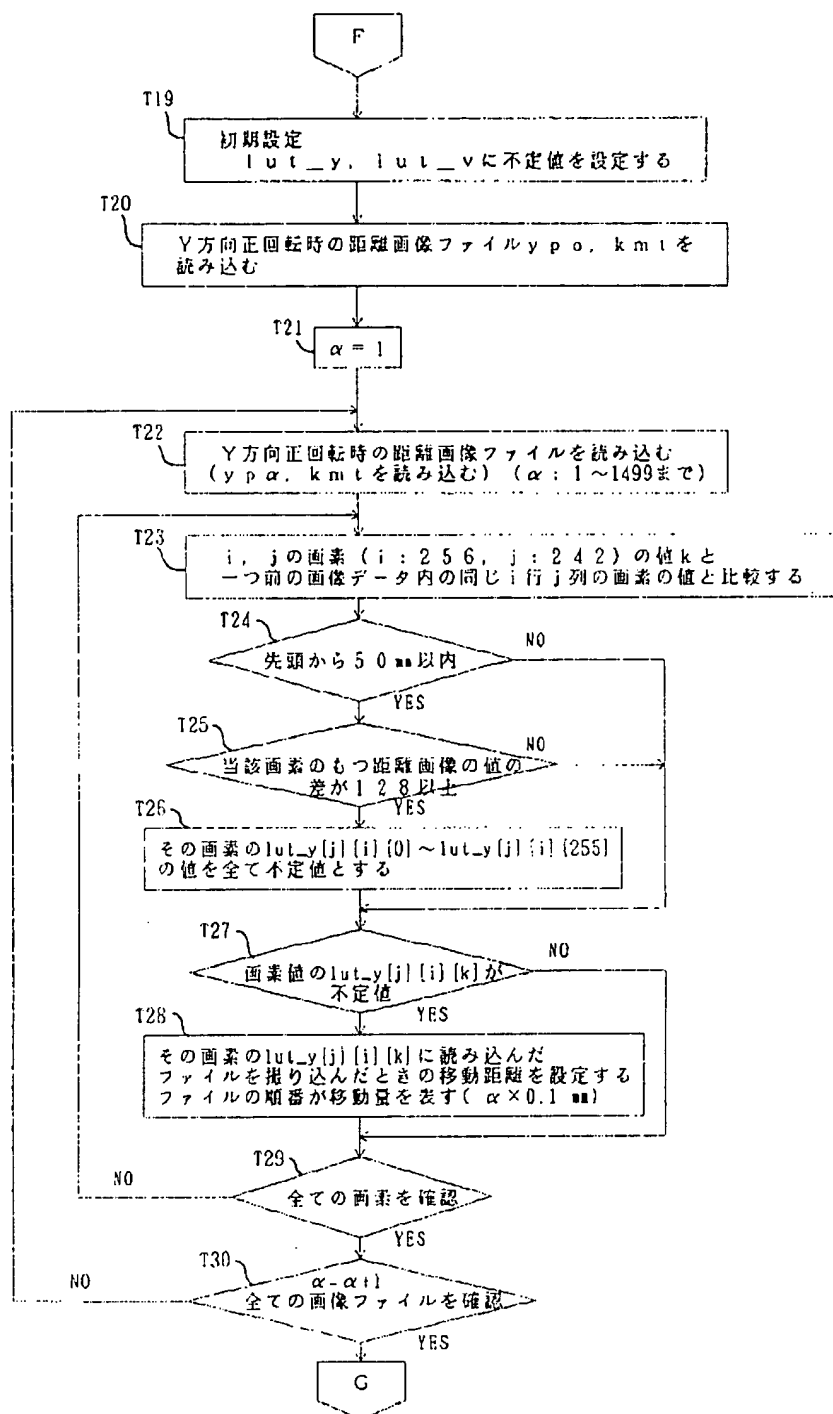 F
T19
初期設定
lut_y, lut_vに不定値を設定する
T20
Y方向正回転時の距離画像ファイルypo, kmtを
読み込む
T21
α = 1
T22
Y方向正回転時の距離画像ファイルを読み込む
(ypα, kmtを読み込む) (α : 1〜1499まで)
T23
i, jの画素 (i : 256, j : 242) の値kと
一つ前の画像データ内の同じi行j列の画素の値と比較する
T24
NO
先頭から50mm以内
YES
T25
NO
当該画素のもつ距離画像の値の
差が128以上
YES
T26
その画素のlut_y[j][i][0]〜lut_y[j][i][255]
の値を全て不定値とする
T27
NO
画素値のlut_y[j][i][k]が
不定値
YES
T28
その画素のlut_y[j][i][k]に読み込んだ
ファイルを撮り込んだときの移動距離を設定する
ファイルの順番が移動量を表す( α×0.1 mm)
T29
NO
全ての画素を確認
YES
T30
NO
α-α+1
全ての画像ファイルを確認
YES
G